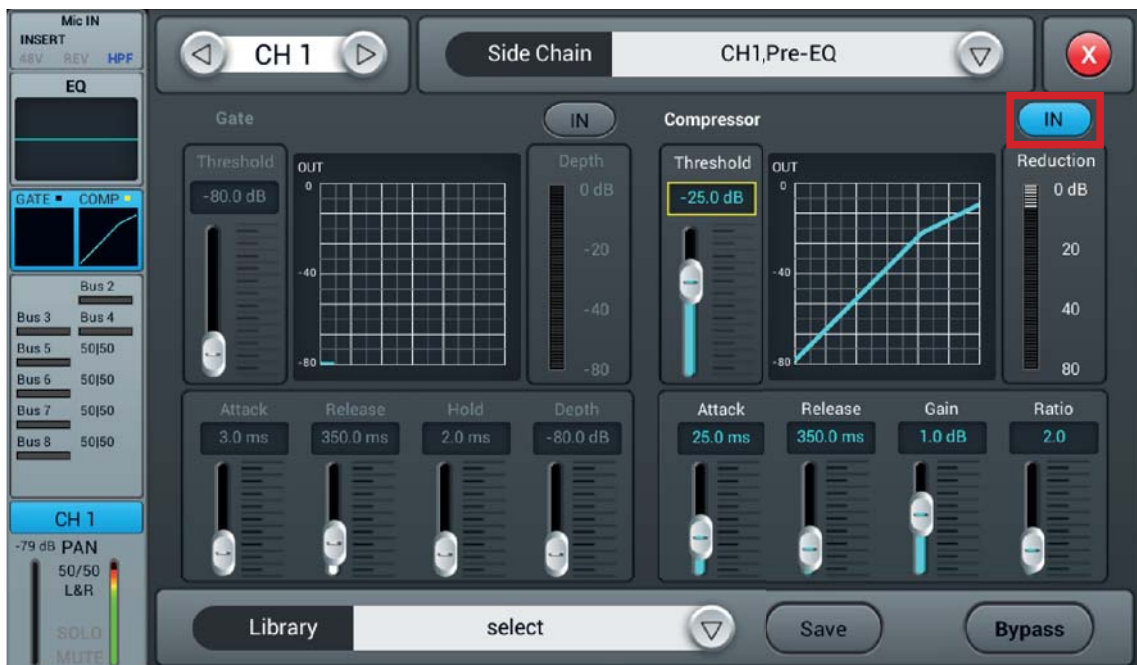 Mic IN
INSERT
48V REV HPF
EQ
GATE COMP
Bus 2
Bus 3 Bus 4
Bus 5 50|50
Bus 6 50|50
Bus 7 50|50
Bus 8 50|50
CH 1
-79 dB PAN
50/50
L&R
SOLO
MUTE
CH 1
Side Chain CH1,Pre-EQ
X
Gate IN
Threshold
-80.0 dB
OUT
0
-40
-80
Depth
0 dB
-20
-40
-80
Attack Release Hold Depth
3.0 ms 350.0 ms 2.0 ms -80.0 dB
Compressor IN
Threshold
-25.0 dB
OUT
0
-40
-80
Reduction
0 dB
20
40
80
Attack Release Gain Ratio
25.0 ms 350.0 ms 1.0 dB 2.0
Library select Save Bypass